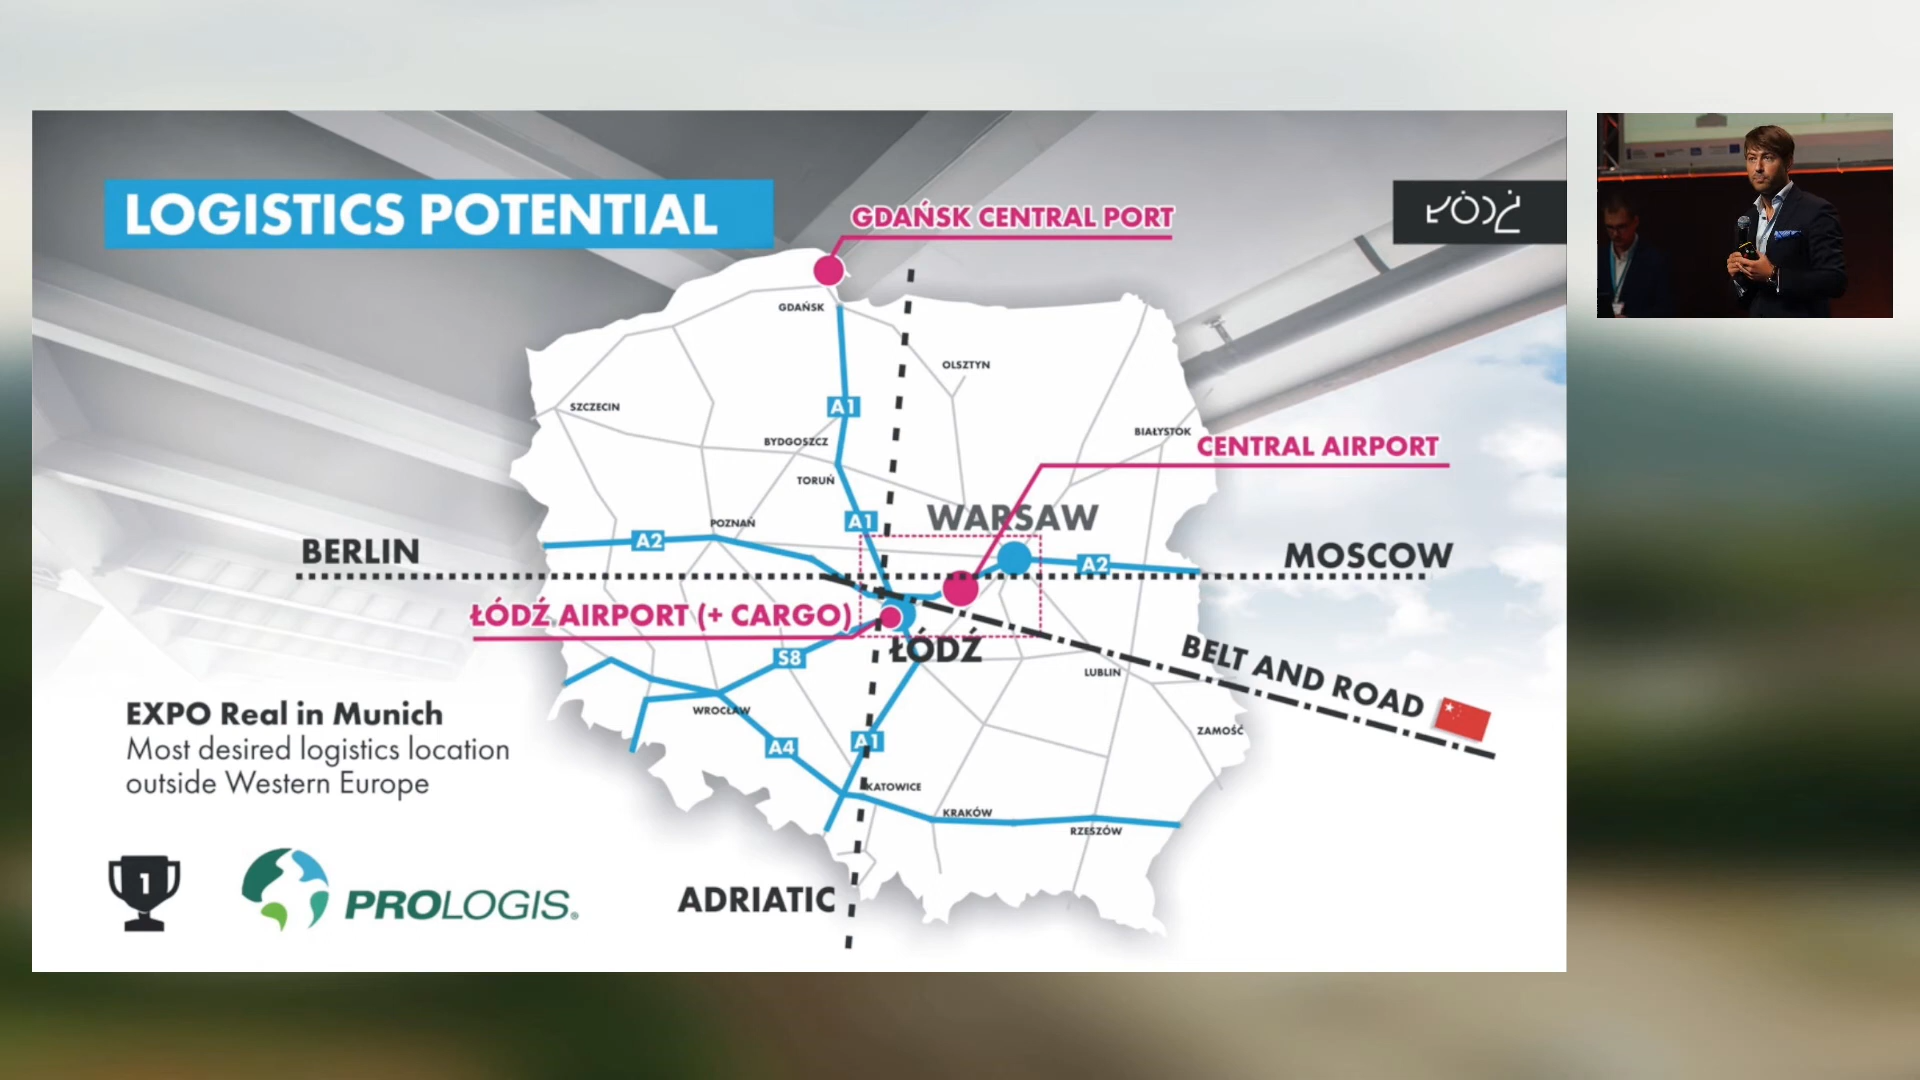 LOGISTICS POTENTIAL
GDAŃSK CENTRAL PORT
ŁÓDŹ
GDAŃSK
OLSZTYN
SZCZECIN
A1
BIAŁYSTOK
BYDGOSZCZ
CENTRAL AIRPORT
TORUŃ
WARSAW
A1
POZNAŃ
A2
BERLIN
MOSCOW
A2
ŁÓDŹ AIRPORT (+ CARGO)
ŁÓDŹ
S8
BELT AND ROAD
LUBLIN
WROCŁAW
ZAMOŚĆ
EXPO Real in Munich
Most desired logistics location
outside Western Europe
A1
A4
KATOWICE
KRAKÓW
RZESZÓW
1
PROLOGIS®
ADRIATIC